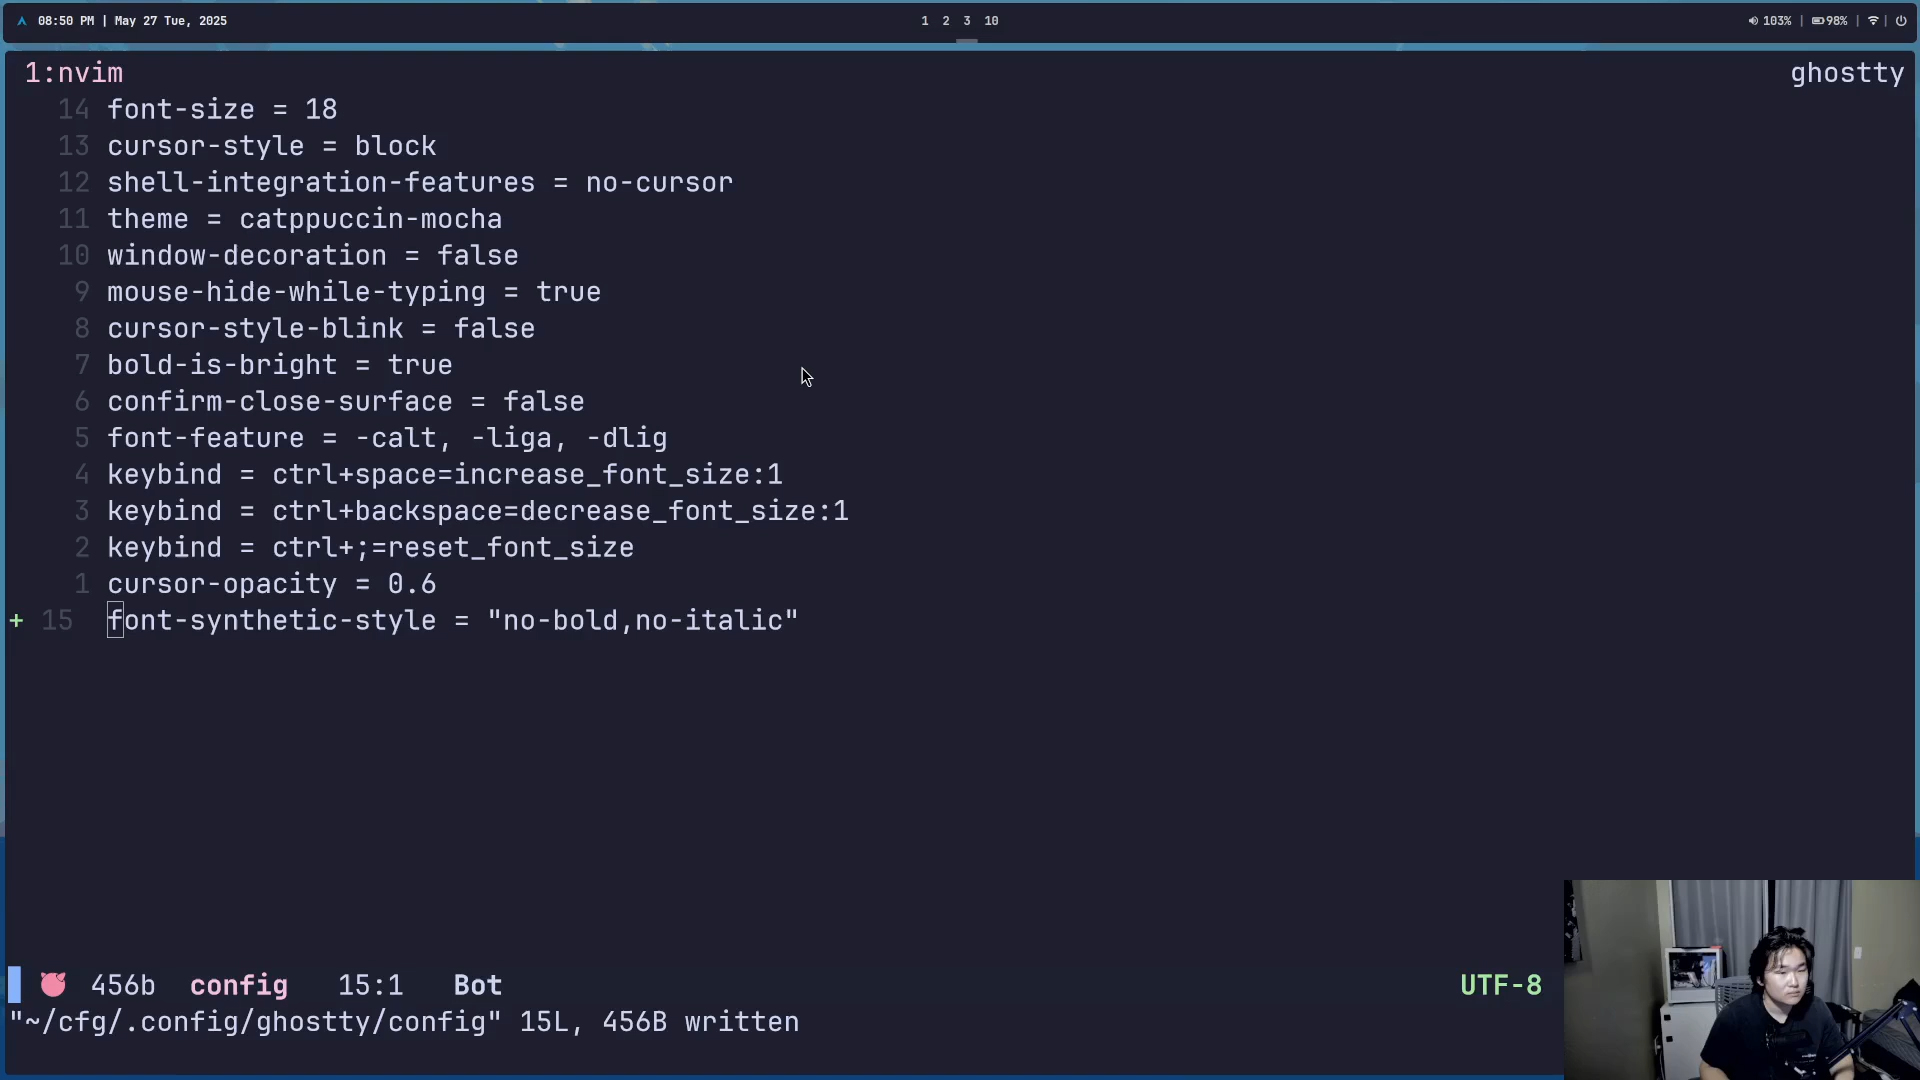 08:50 PM | May 27 Tue, 2025
1 2 3 10
103% | 98% | |
1:nvim
ghostty
14 font-size = 18
13 cursor-style = block
12 shell-integration-features = no-cursor
11 theme = catppuccin-mocha
10 window-decoration = false
9 mouse-hide-while-typing = true
8 cursor-style-blink = false
7 bold-is-bright = true
6 confirm-close-surface = false
5 font-feature = -calt, -liga, -dlig
4 keybind = ctrl+space=increase_font_size:1
3 keybind = ctrl+backspace=decrease_font_size:1
2 keybind = ctrl+;=reset_font_size
1 cursor-opacity = 0.6
+ 15 font-synthetic-style = "no-bold,no-italic"
456b config 15:1 Bot
UTF-8
"~/cfg/.config/ghostty/config" 15L, 456B written